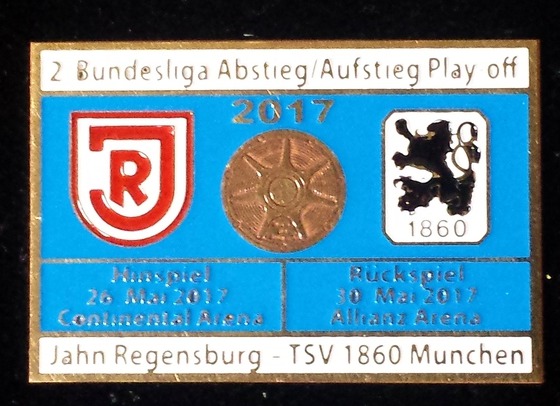 2 Bundesliga Abstieg/Aufstieg Play off
2017
JR
1860
Hinspiel
26 Mai 2017
Continental Arena
Rückspiel
30 Mai 2017
Allianz Arena
Jahn Regensburg - TSV 1860 Munchen